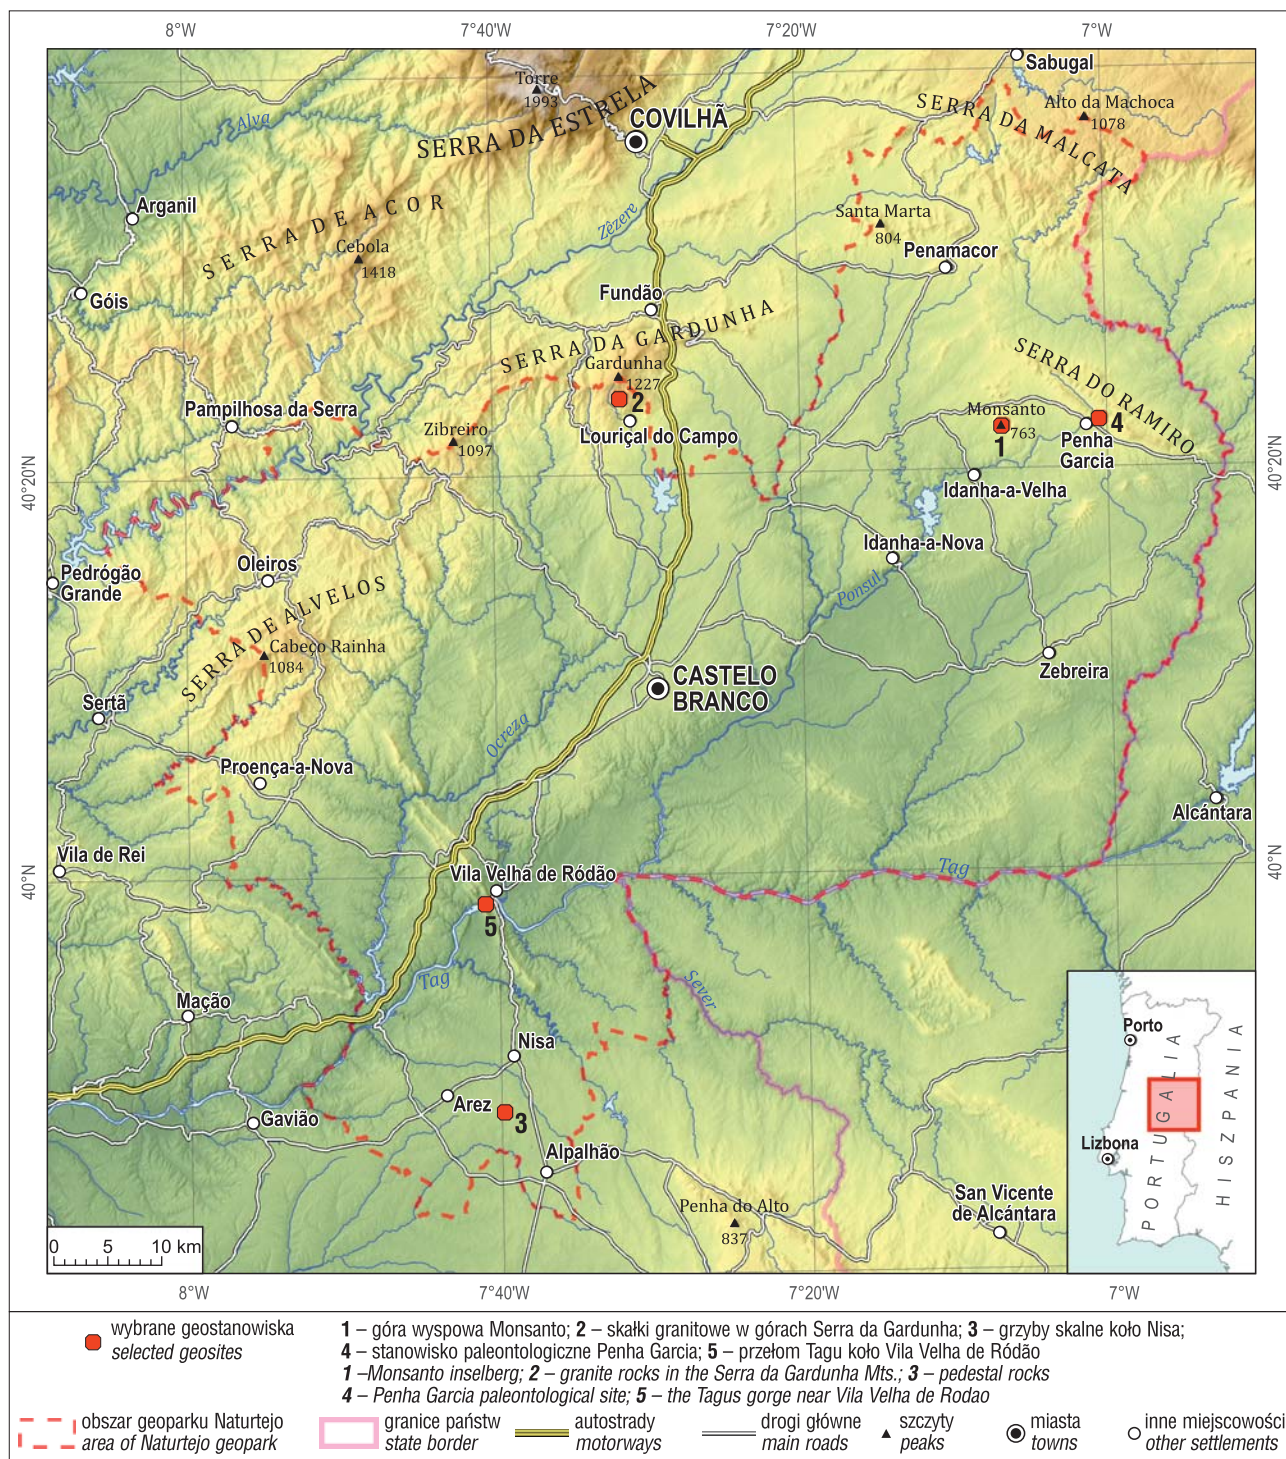 8°W 7°40'W 7°20'W 7°W
Sabugal
Torre
1993
SERRA DA ESTRELA
COVILHÃ
Alva
SERRA DA MALCATA
Alto da Machoca
1078
Arganil
SERRA DE ACOR
Zêzere
Santa Marta
804
Cebola
1418
Penamacor
Góis
Fundão
SERRA DA GARDUNHA
Gardunha
1227
2
SERRA DO RAMIRO
Pampilhosa da Serra
Zibreiro
1097
Louriçal do Campo
Monsanto
763
1
4
Penha
Garcia
40°20'N
40°20'N
Idanha-a-Velha
Idanha-a-Nova
Pedrógão
Grande
Oleiros
Ponsul
SERRA DE ALVELOS
Cabeço Rainha
1084
Zebreira
CASTELO
BRANCO
Sertã
Ocreza
Proença-a-Nova
Alcántara
Vila de Rei
40°N
40°N
Vila Velha de Ródão
Tag
5
Tag
Sever
Mação
Nisa
Porto
Arez
3
Gavião
PORTUGALIA
HISZPANIA
Lizbona
Alpalhão
San Vicente
de Alcántara
Penha do Alto
837
0 5 10 km
8°W 7°40'W 7°20'W 7°W
wybrane geostanowiska
selected geosites
1 – góra wyspowa Monsanto; 2 – skałki granitowe w górach Serra da Gardunha; 3 – grzyby skalne koło Nisa;
4 – stanowisko paleontologiczne Penha Garcia; 5 – przełom Tagu koło Vila Velha de Ródão
1 –Monsanto inselberg; 2 – granite rocks in the Serra da Gardunha Mts.; 3 – pedestal rocks
4 – Penha Garcia paleontological site; 5 – the Tagus gorge near Vila Velha de Rodao
obszar geoparku Naturtejo
area of Naturtejo geopark
granice państw
state border
autostrady
motorways
drogi główne
main roads
szczyty
peaks
miasta
towns
inne miejscowości
other settlements